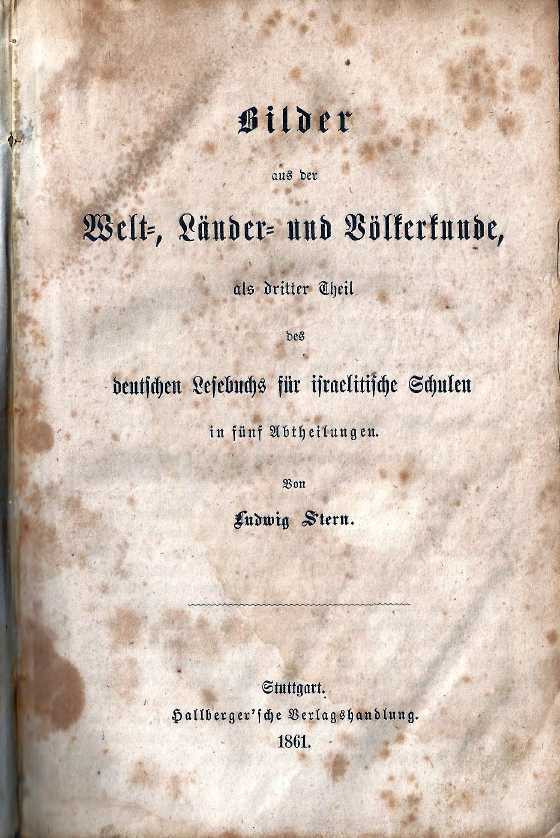 Bilder
aus der
Welt-, Länder- und Völkerkunde,
als dritter Theil
des
deutschen Lesebuchs für israelitische Schulen
in fünf Abtheilungen.
Von
Ludwig Stern.
Stuttgart.
Hallberger'sche Verlagshandlung.
1861.